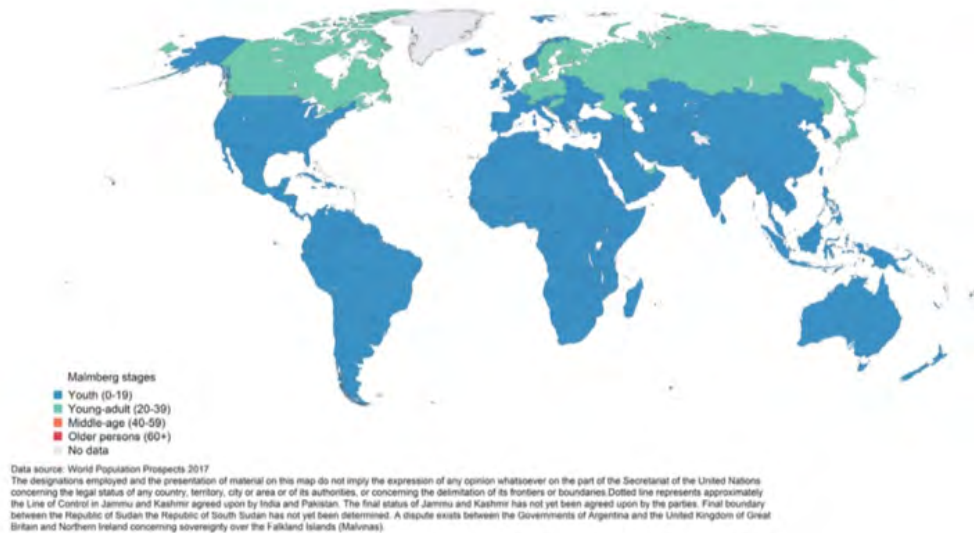 Malmberg stages
Youth (0-19)
Young-adult (20-39)
Middle-age (40-59)
Older persons (60+)
No data
Data source: World Population Prospects 2017
The designations employed and the presentation of material on this map do not imply the expression of any opinion whatsoever on the part of the Secretariat of the United Nations
concerning the legal status of any country, territory, city or area or of its authorities, or concerning the delimitation of its frontiers or boundaries.Dotted line represents approximately
the Line of Control in Jammu and Kashmir agreed upon by India and Pakistan. The final status of Jammu and Kashmir has not yet been agreed upon by the parties. Final boundary
between the Republic of Sudan the Republic of South Sudan has not yet been determined. A dispute exists between the Governments of Argentina and the United Kingdom of Great
Britain and Northern Ireland concerning sovereignty over the Falkland Islands (Malvinas).